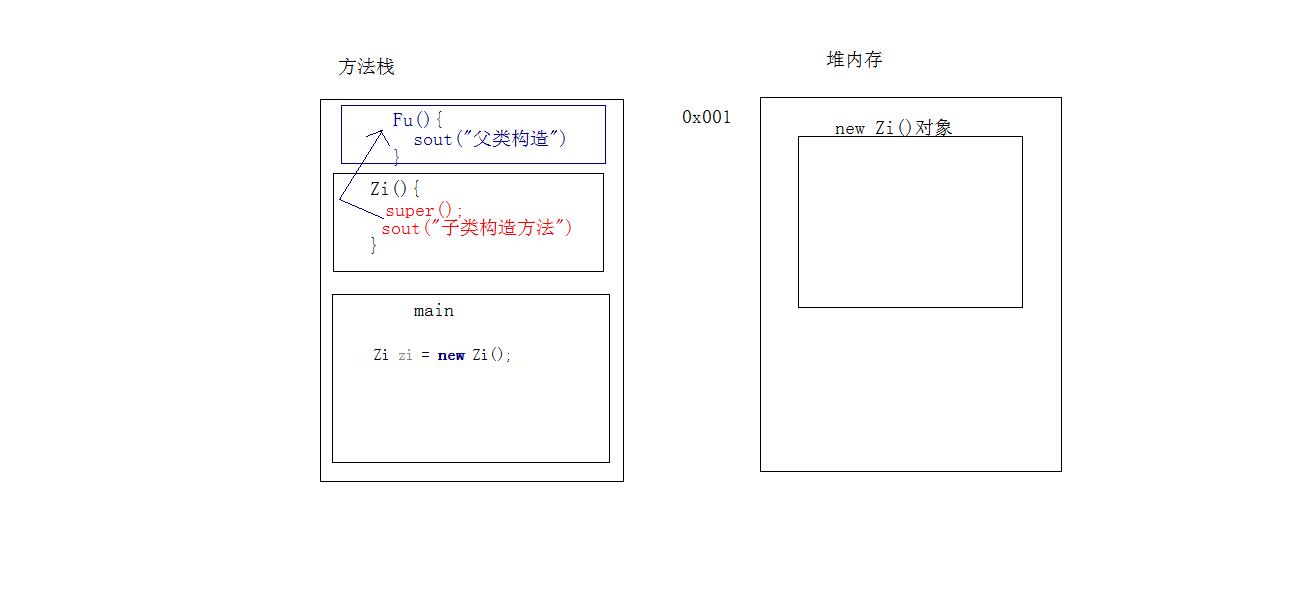 方法栈
Fu(){
sout("父类构造")
}
Zi(){
super();
sout("子类构造方法")
}
main
Zi zi = new Zi();
堆内存
0x001
new Zi()对象